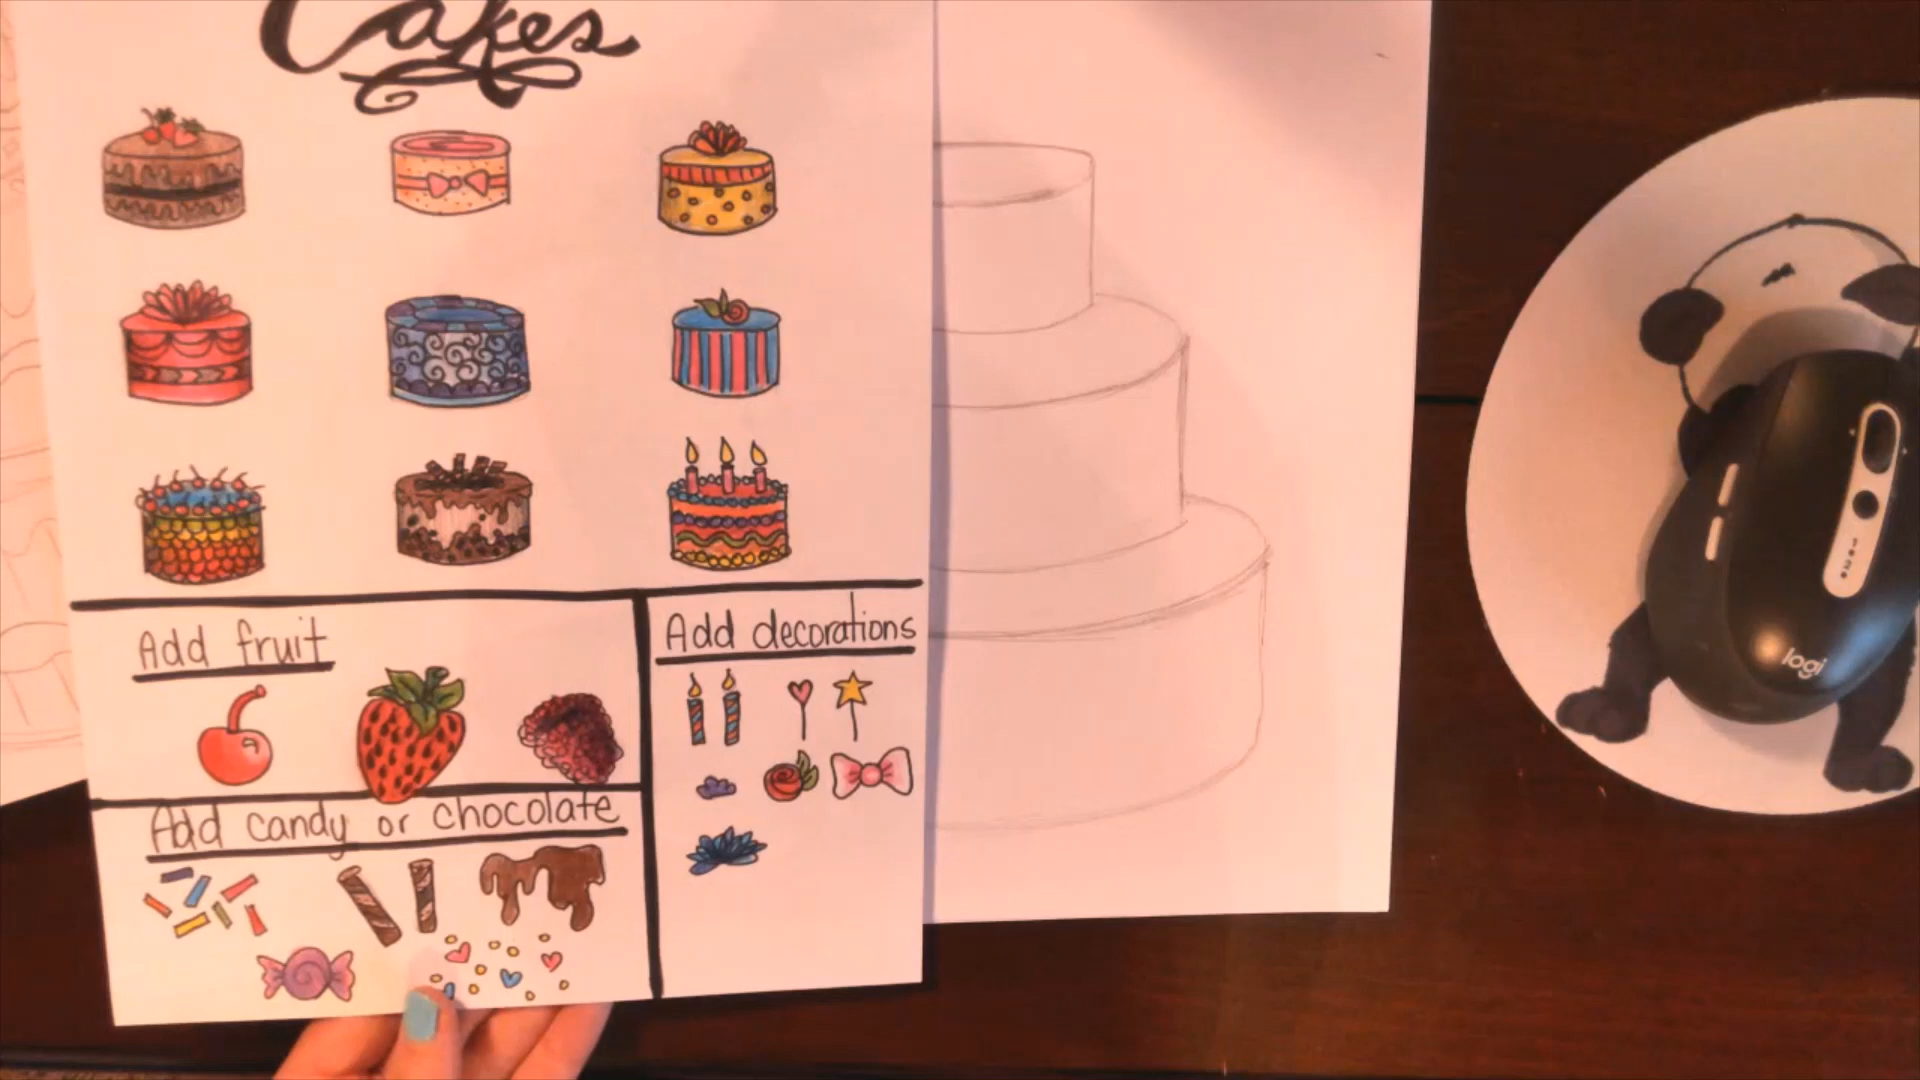 Cakes
Add fruit
Add decorations
Add candy or chocolate
logi